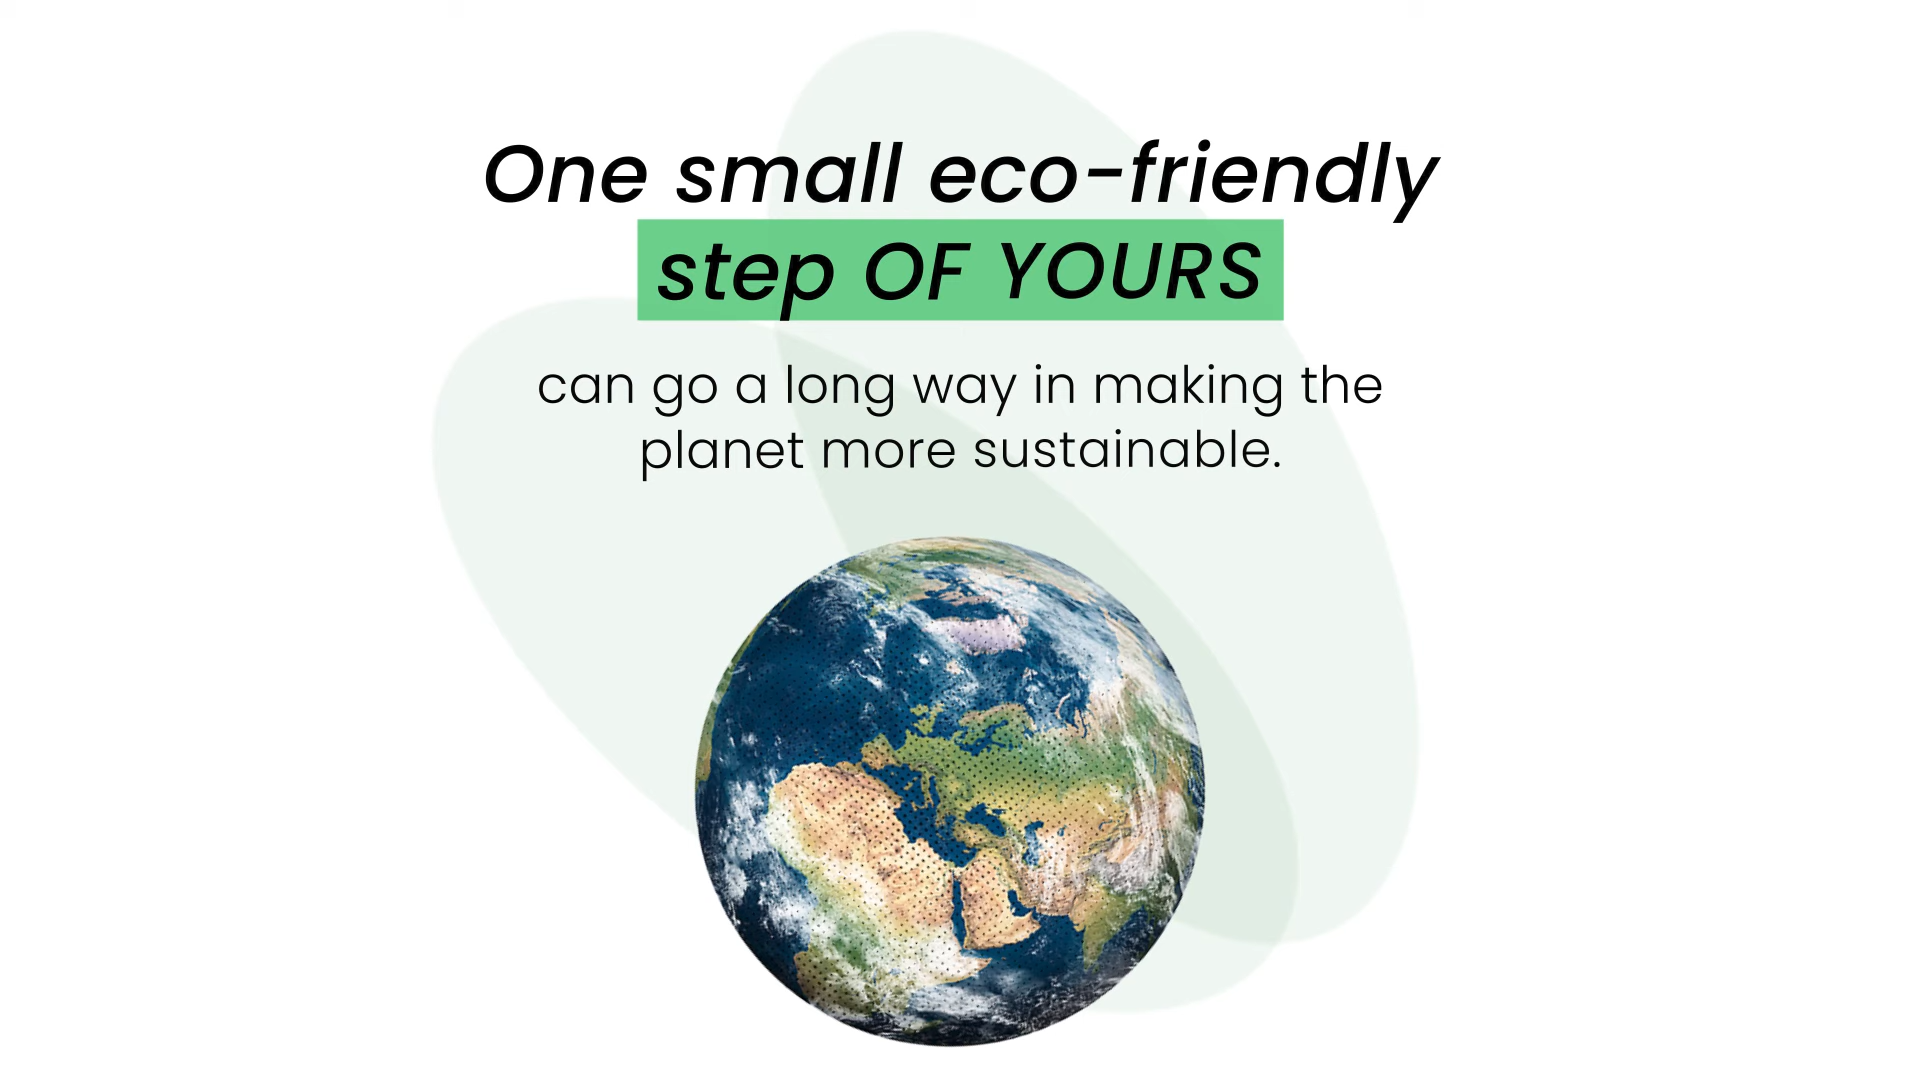 One small eco-friendly
step OF YOURS
can go a long way in making the
planet more sustainable.